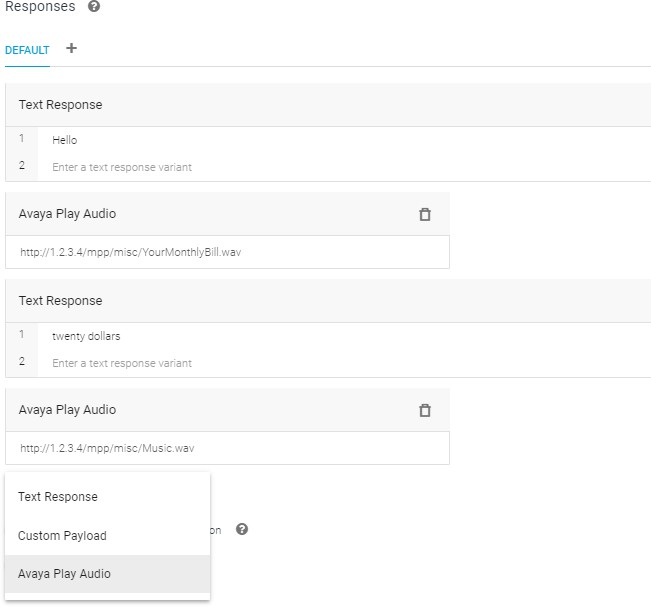 Responses
DEFAULT +
Text Response
1 Hello
2 Enter a text response variant
Avaya Play Audio
http://1.2.3.4/mpp/misc/YourMonthlyBill.wav
Text Response
1 twenty dollars
2 Enter a text response variant
Avaya Play Audio
http://1.2.3.4/mpp/misc/Music.wav
Text Response
Custom Payload
on
Avaya Play Audio